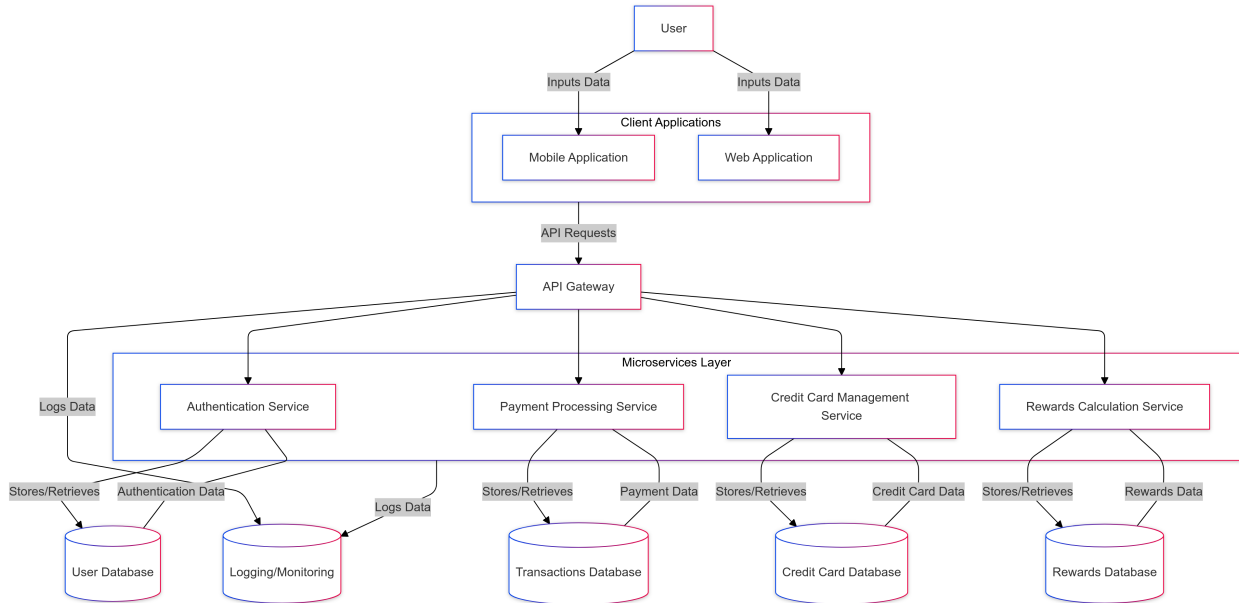 User
Inputs Data
Inputs Data
Client Applications
Mobile Application
Web Application
API Requests
API Gateway
Microservices Layer
Authentication Service
Payment Processing Service
Credit Card Management
Service
Rewards Calculation Service
Logs Data
Stores/Retrieves
Authentication Data
Logs Data
Stores/Retrieves
Payment Data
Stores/Retrieves
Credit Card Data
Stores/Retrieves
Rewards Data
User Database
Logging/Monitoring
Transactions Database
Credit Card Database
Rewards Database